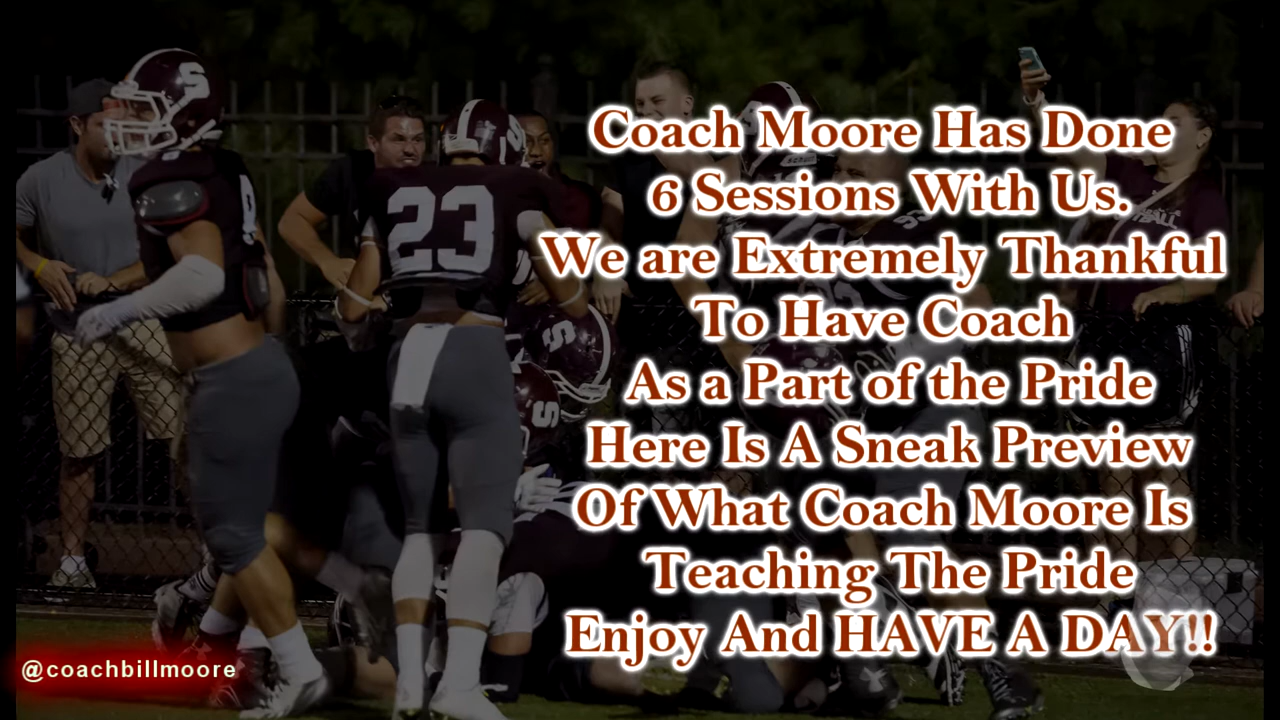 Coach Moore Has Done
6 Sessions With Us.
We are Extremely Thankful
To Have Coach
As a Part of the Pride
Here Is A Sneak Preview
Of What Coach Moore Is
Teaching The Pride
Enjoy And HAVE A DAY!!
@coachbillmoore
S
23
S
S
S